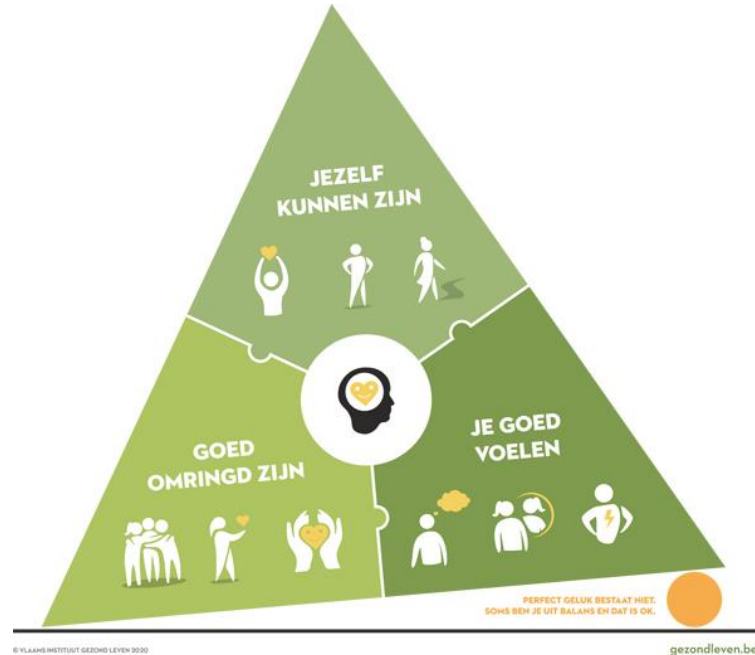 JEZELF
KUNNEN ZIJN
GOED
OMRINGD ZIJN
JE GOED
VOELEN
PERFECT GELUK BESTAAT NIET.
SOMS BEN JE UIT BALANS EN DAT IS OK.
© VLAAMS INSTITUUT GEZOND LEVEN 2020
gezondleven.be